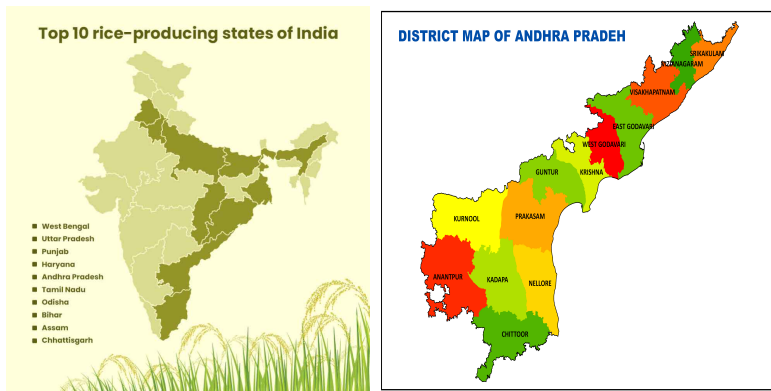 Top 10 rice-producing states of India
West Bengal
Uttar Pradesh
Punjab
Haryana
Andhra Pradesh
Tamil Nadu
Odisha
Bihar
Assam
Chhattisgarh
DISTRICT MAP OF ANDHRA PRADEH
SRIKAKULAM
VIZIANAGARAM
VISAKHAPATNAM
EAST GODAVARI
WEST GODAVARI
KRISHNA
GUNTUR
PRAKASAM
KURNOOL
ANANTPUR
KADAPA
NELLORE
CHITTOOR